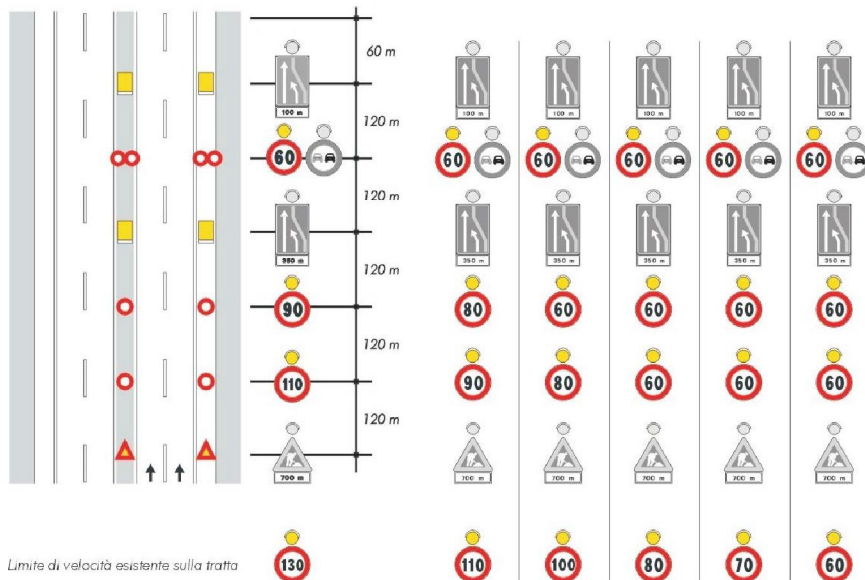 60 m
100 m 100 m 100 m 100 m 100 m 100 m
120 m
60 60 60 60 60 60
120 m
350 m 350 m 350 m 350 m 350 m 350 m
120 m
90 80 60 60 60 60
120 m
110 90 80 60 60 60
120 m
700 m 700 m 700 m 700 m 700 m 700 m
Limite di velocità esistente sulla tratta 130 110 100 80 70 60